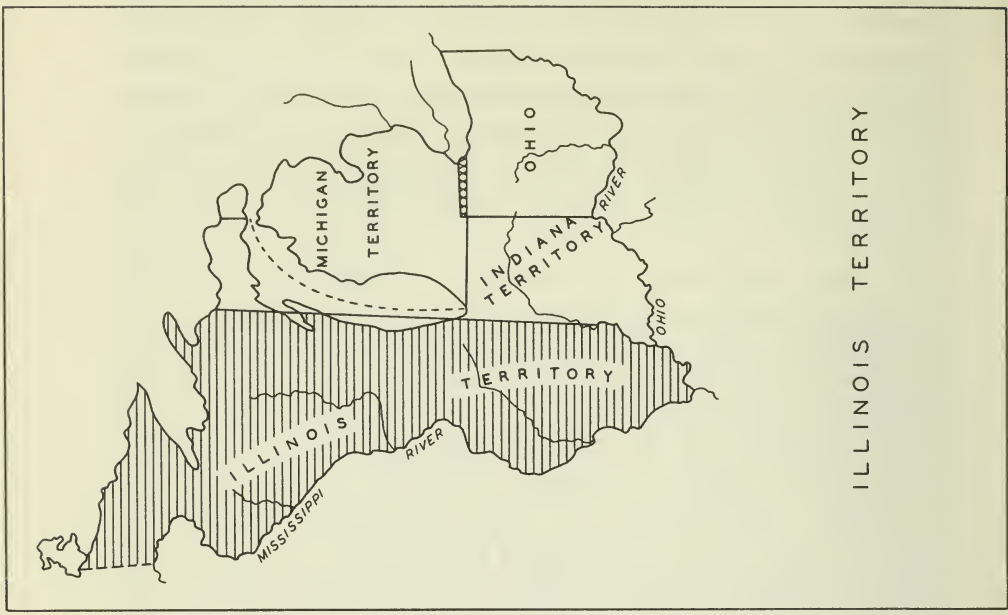 ILLINOIS TERRITORY
MICHIGAN
TERRITORY
OHIO
INDIANA
TERRITORY
RIVER
OHIO
ILLINOIS
TERRITORY
MISSISSIPPI
RIVER